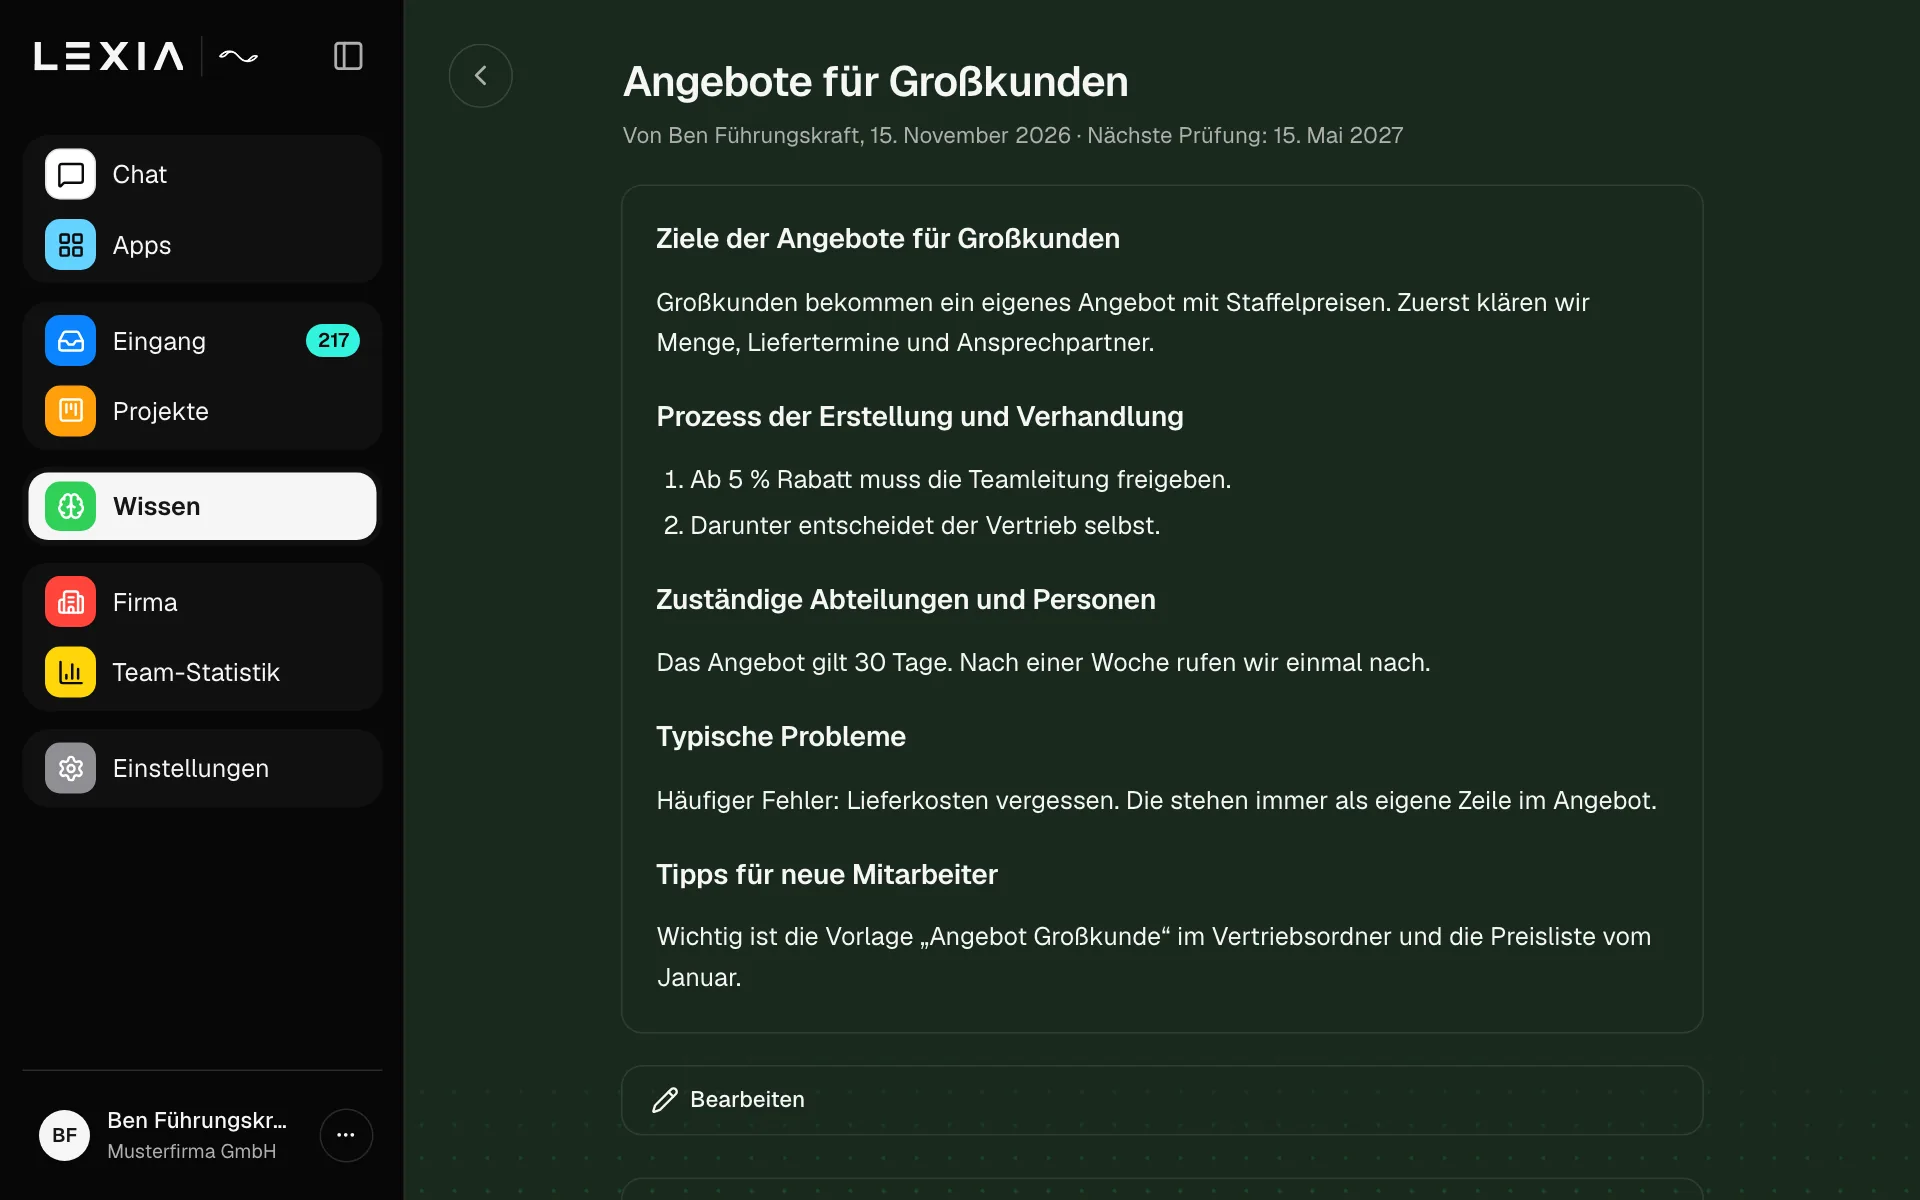 LEXIA
Chat
Apps
Eingang
217
Projekte
Wissen
Firma
Team-Statistik
Einstellungen
BF
Ben Führungskr...
Musterfirma GmbH
Angebote für Großkunden
Von Ben Führungskraft, 15. November 2026 · Nächste Prüfung: 15. Mai 2027
Ziele der Angebote für Großkunden
Großkunden bekommen ein eigenes Angebot mit Staffelpreisen. Zuerst klären wir
Menge, Liefertermine und Ansprechpartner.
Prozess der Erstellung und Verhandlung
1. Ab 5 % Rabatt muss die Teamleitung freigeben.
2. Darunter entscheidet der Vertrieb selbst.
Zuständige Abteilungen und Personen
Das Angebot gilt 30 Tage. Nach einer Woche rufen wir einmal nach.
Typische Probleme
Häufiger Fehler: Lieferkosten vergessen. Die stehen immer als eigene Zeile im Angebot.
Tipps für neue Mitarbeiter
Wichtig ist die Vorlage „Angebot Großkunde“ im Vertriebsordner und die Preisliste vom
Januar.
Bearbeiten